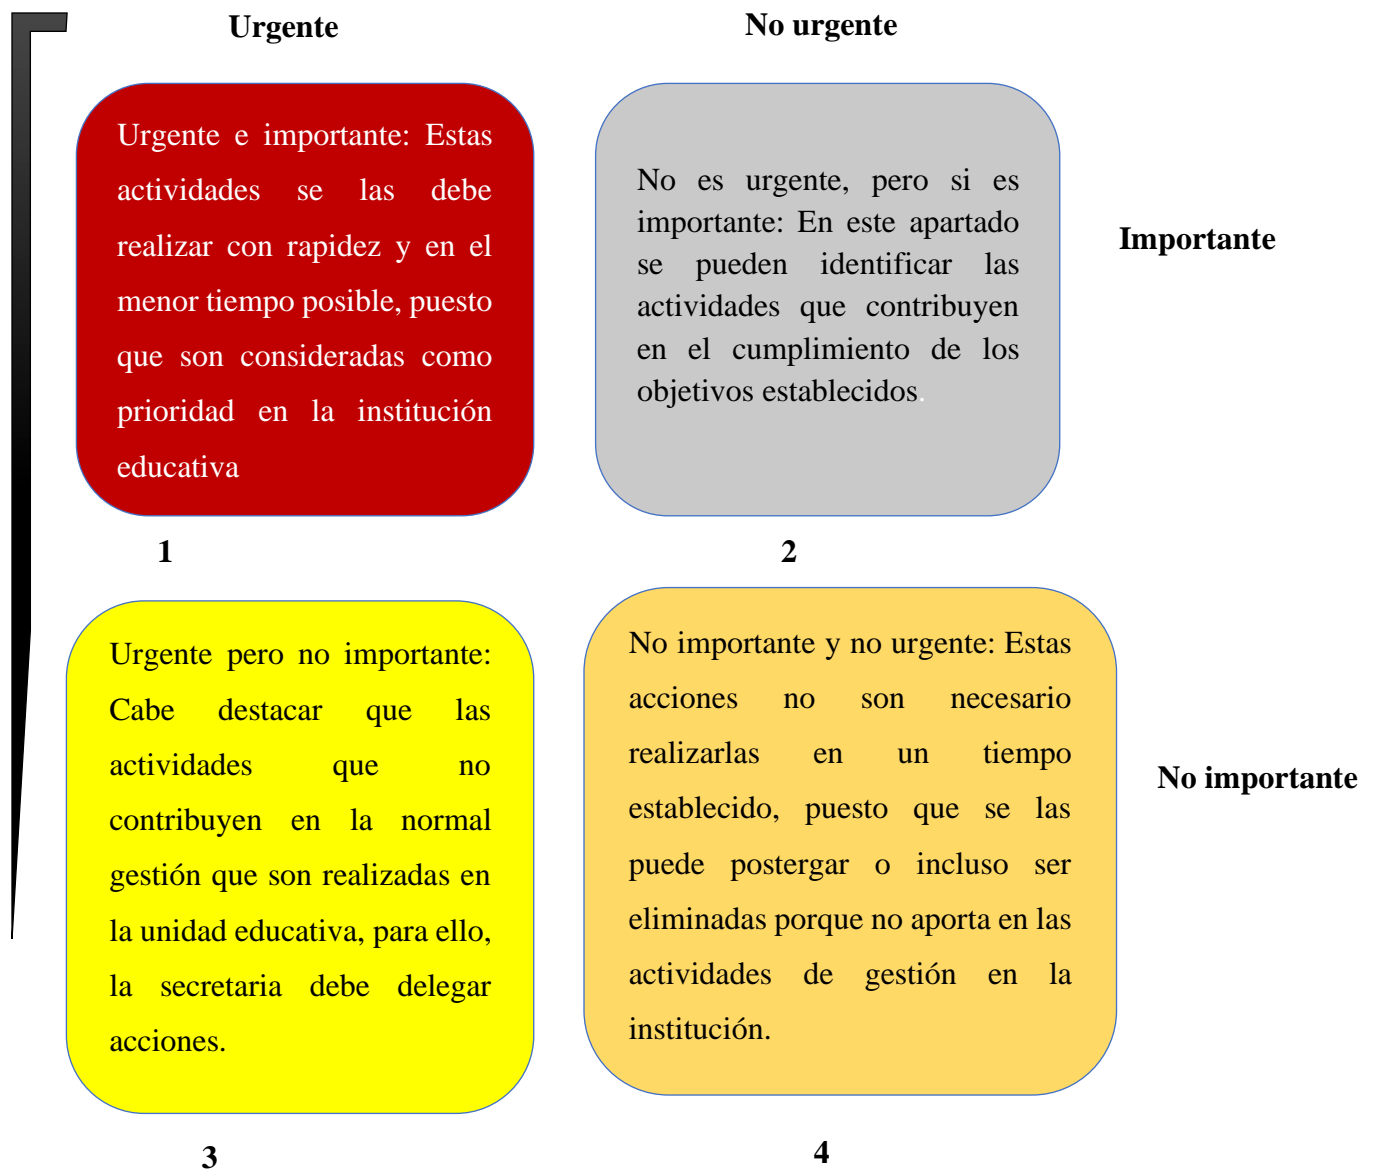 Urgente
No urgente
Urgente e importante: Estas
actividades se las debe
realizar con rapidez y en el
menor tiempo posible, puesto
que son consideradas como
prioridad en la institución
educativa
No es urgente, pero si es
importante: En este apartado
se pueden identificar las
actividades que contribuyen
en el cumplimiento de los
objetivos establecidos.
Importante
1
2
Urgente pero no importante:
Cabe destacar que las
actividades que no
contribuyen en la normal
gestión que son realizadas en
la unidad educativa, para ello,
la secretaria debe delegar
acciones.
No importante y no urgente: Estas
acciones no son necesario
realizarlas en un tiempo
establecido, puesto que se las
puede postergar o incluso ser
eliminadas porque no aporta en las
actividades de gestión en la
institución.
No importante
3
4